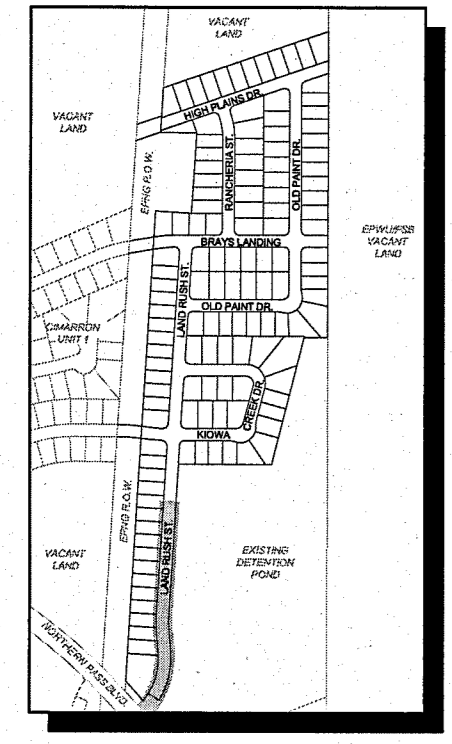 VACANT
LAND
HIGH PLAINS DR.
VACANT
LAND
EPNG R.O.W.
RANCHERIA ST.
OLD PAINT DR.
BRAYS LANDING
EPWU/PSB
VACANT
LAND
LAND RUSH ST.
OLD PAINT DR.
CIMARRON
UNIT 1
CREEK DR.
KIOWA
EPNG R.O.W.
LAND RUSH ST.
VACANT
LAND
EXISTING
DETENTION
POND
NORTHERN PASS BLVD.